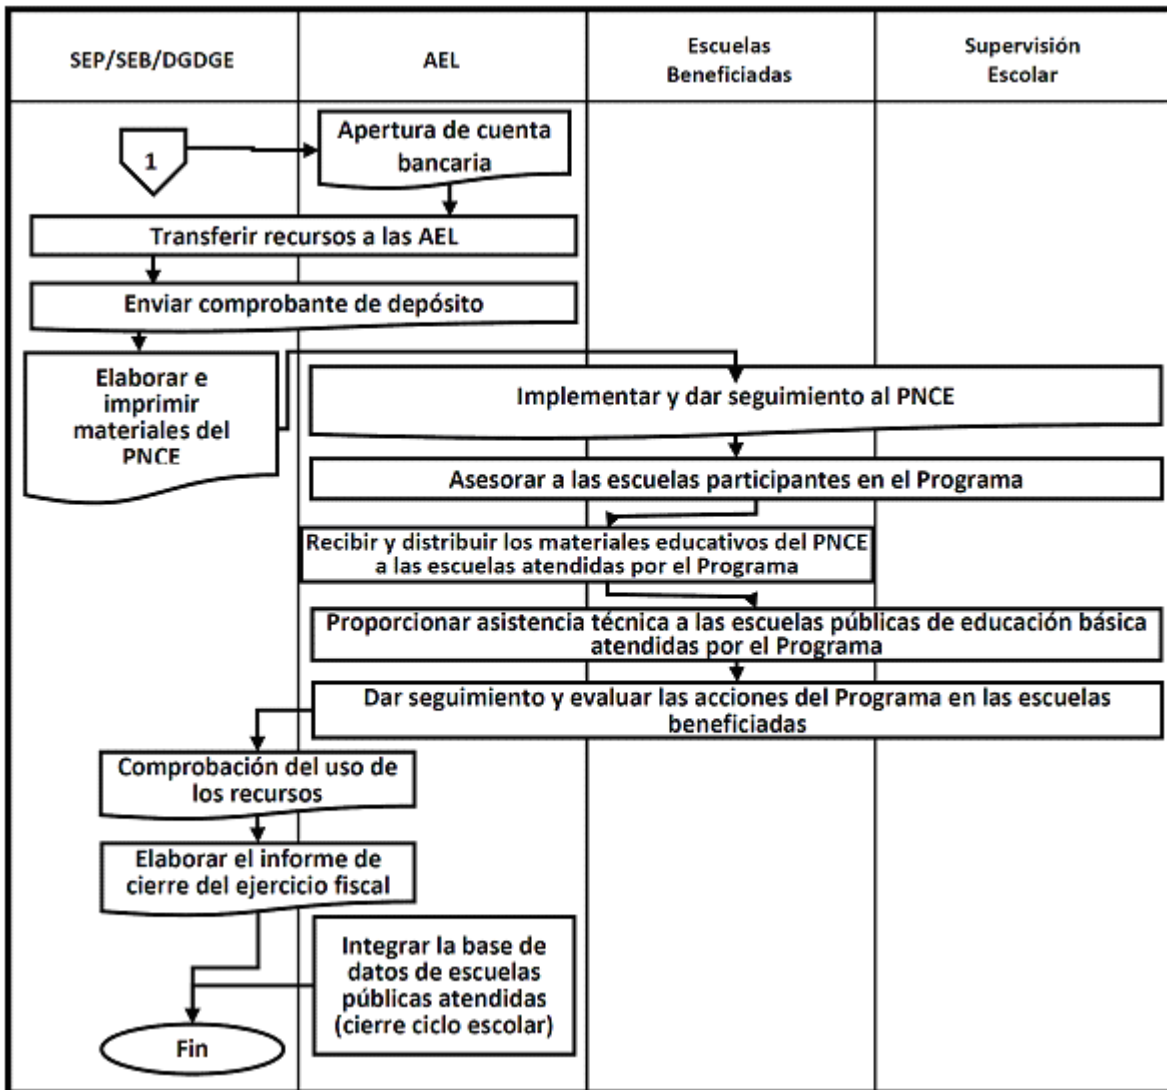 SEP/SEB/DGDGE
AEL
Escuelas
Beneficiadas
Supervisión
Escolar
1
Apertura de cuenta
bancaria
Transferir recursos a las AEL
Enviar comprobante de depósito
Elaborar e
imprimir
materiales del
PNCE
Implementar y dar seguimiento al PNCE
Asesorar a las escuelas participantes en el Programa
Recibir y distribuir los materiales educativos del PNCE
a las escuelas atendidas por el Programa
Proporcionar asistencia técnica a las escuelas públicas de educación básica
atendidas por el Programa
Dar seguimiento y evaluar las acciones del Programa en las escuelas
beneficiadas
Comprobación del uso de
los recursos
Elaborar el informe de
cierre del ejercicio fiscal
Integrar la base de
datos de escuelas
públicas atendidas
(cierre ciclo escolar)
Fin